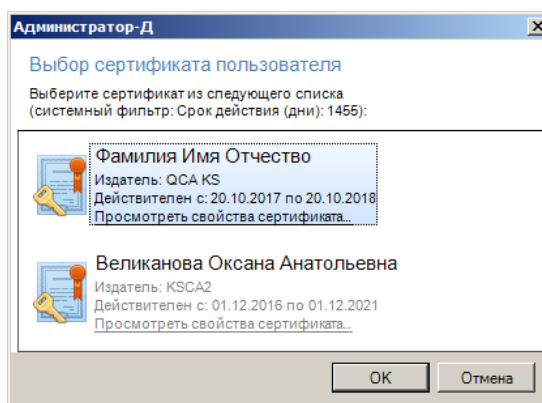 Администратор-Д
Выбор сертификата пользователя
Выберите сертификат из следующего списка
(системный фильтр: Срок действия (дни): 1455):
Фамилия Имя Отчество
Издатель: QCA KS
Действителен с: 20.10.2017 по 20.10.2018
Просмотреть свойства сертификата...
Великанова Оксана Анатольевна
Издатель: KSCA2
Действителен с: 01.12.2016 по 01.12.2021
Просмотреть свойства сертификата...
OK
Отмена